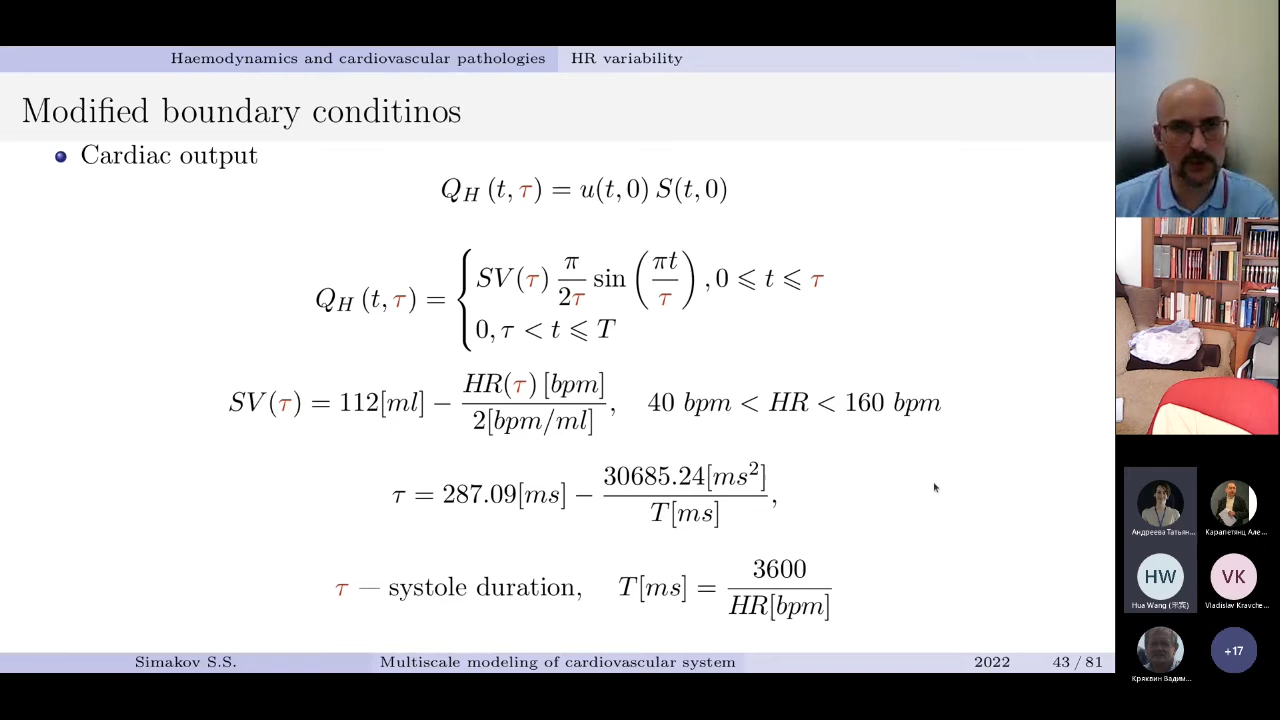 Haemodynamics and cardiovascular pathologies HR variability
Modified boundary conditinos
Cardiac output
Q_H (t, τ) = u(t, 0) S(t, 0)
Q_H (t, τ) = { SV(τ) π/2τ sin (πt/τ), 0 ⩽ t ⩽ τ
0, τ < t ⩽ T
SV(τ) = 112[ml] − HR(τ) [bpm] / 2[bpm/ml], 40 bpm < HR < 160 bpm
τ = 287.09[ms] − 30685.24[ms²] / T[ms],
τ — systole duration, T[ms] = 3600 / HR[bpm]
Simakov S.S. Multiscale modeling of cardiovascular system 2022 43 / 81
Андреева Татьян... Карапетянц Але...
HW VK
Hua Wang (宗宾) Vladislav Kravche...
+17
Кряквин Вадим...